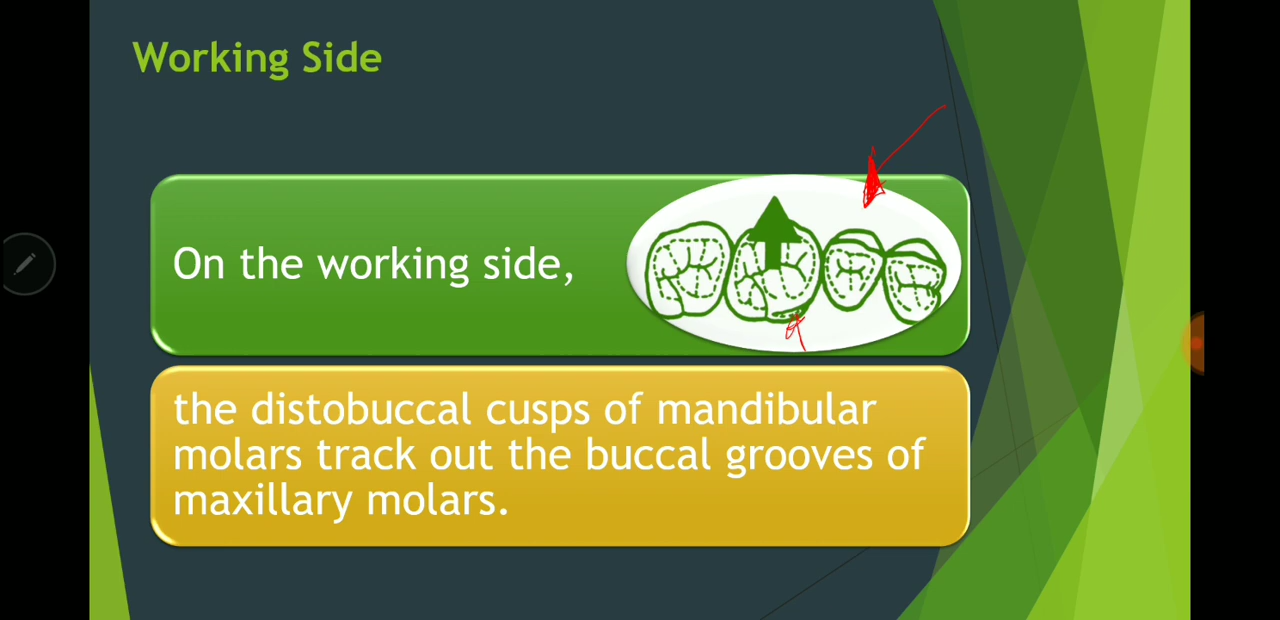 Working Side
On the working side,
the distobuccal cusps of mandibular
molars track out the buccal grooves of
maxillary molars.